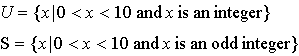 U = {x|0 < x < 10 and x is an integer}
S = {x|0 < x < 10 and x is an odd integer}